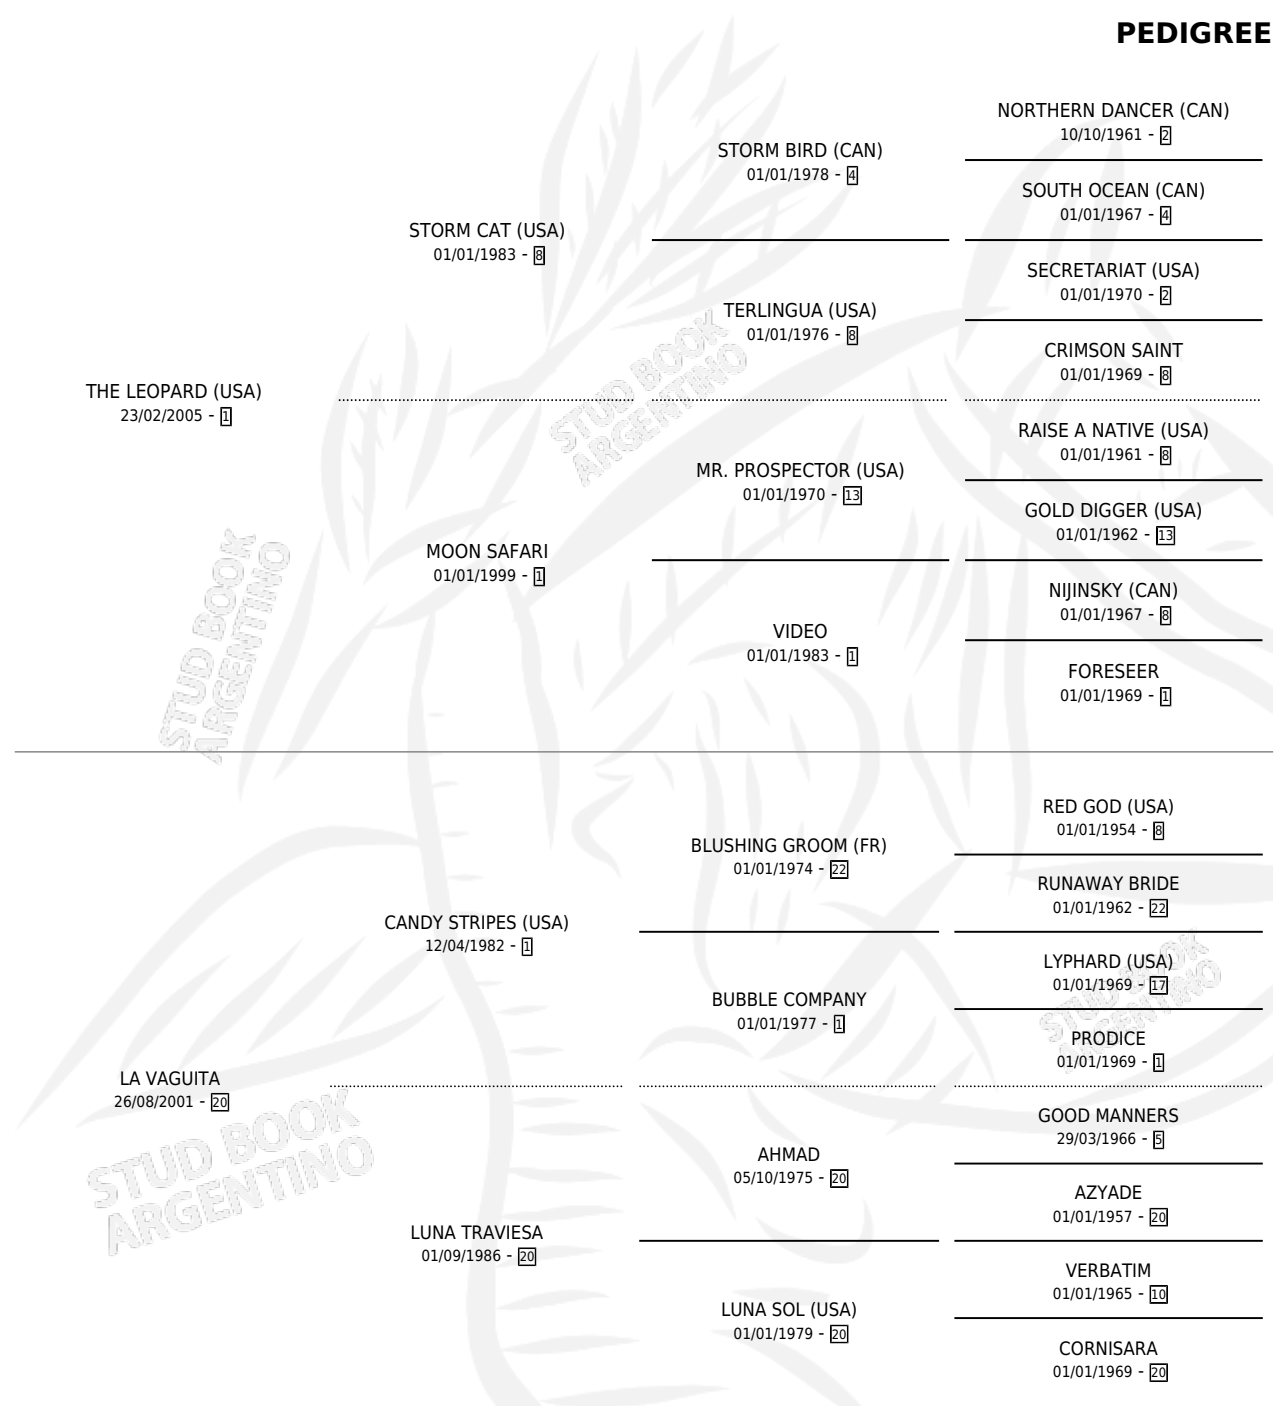 PEDIGREE
NORTHERN DANCER (CAN)
10/10/1961 - 2
STORM BIRD (CAN)
01/01/1978 - 4
SOUTH OCEAN (CAN)
01/01/1967 - 4
STORM CAT (USA)
01/01/1983 - 8
SECRETARIAT (USA)
01/01/1970 - 2
TERLINGUA (USA)
01/01/1976 - 8
CRIMSON SAINT
01/01/1969 - 8
THE LEOPARD (USA)
23/02/2005 - 1
STUD BOOK
ARGENTINO
RAISE A NATIVE (USA)
01/01/1961 - 8
MR. PROSPECTOR (USA)
01/01/1970 - 13
GOLD DIGGER (USA)
01/01/1962 - 13
MOON SAFARI
01/01/1999 - 1
NIJINSKY (CAN)
01/01/1967 - 8
VIDEO
01/01/1983 - 1
FORESEER
01/01/1969 - 1
STUD BOOK
ARGENTINO
RED GOD (USA)
01/01/1954 - 8
BLUSHING GROOM (FR)
01/01/1974 - 22
RUNAWAY BRIDE
01/01/1962 - 22
CANDY STRIPES (USA)
12/04/1982 - 1
LYPHARD (USA)
01/01/1969 - 17
BUBBLE COMPANY
01/01/1977 - 1
STUD BOOK
ARGENTINO
PRODICE
01/01/1969 - 1
LA VAGUITA
26/08/2001 - 20
STUD BOOK
ARGENTINO
GOOD MANNERS
29/03/1966 - 5
AHMAD
05/10/1975 - 20
AZYADE
01/01/1957 - 20
LUNA TRAVIESA
01/09/1986 - 20
VERBATIM
01/01/1965 - 10
LUNA SOL (USA)
01/01/1979 - 20
CORNISARA
01/01/1969 - 20